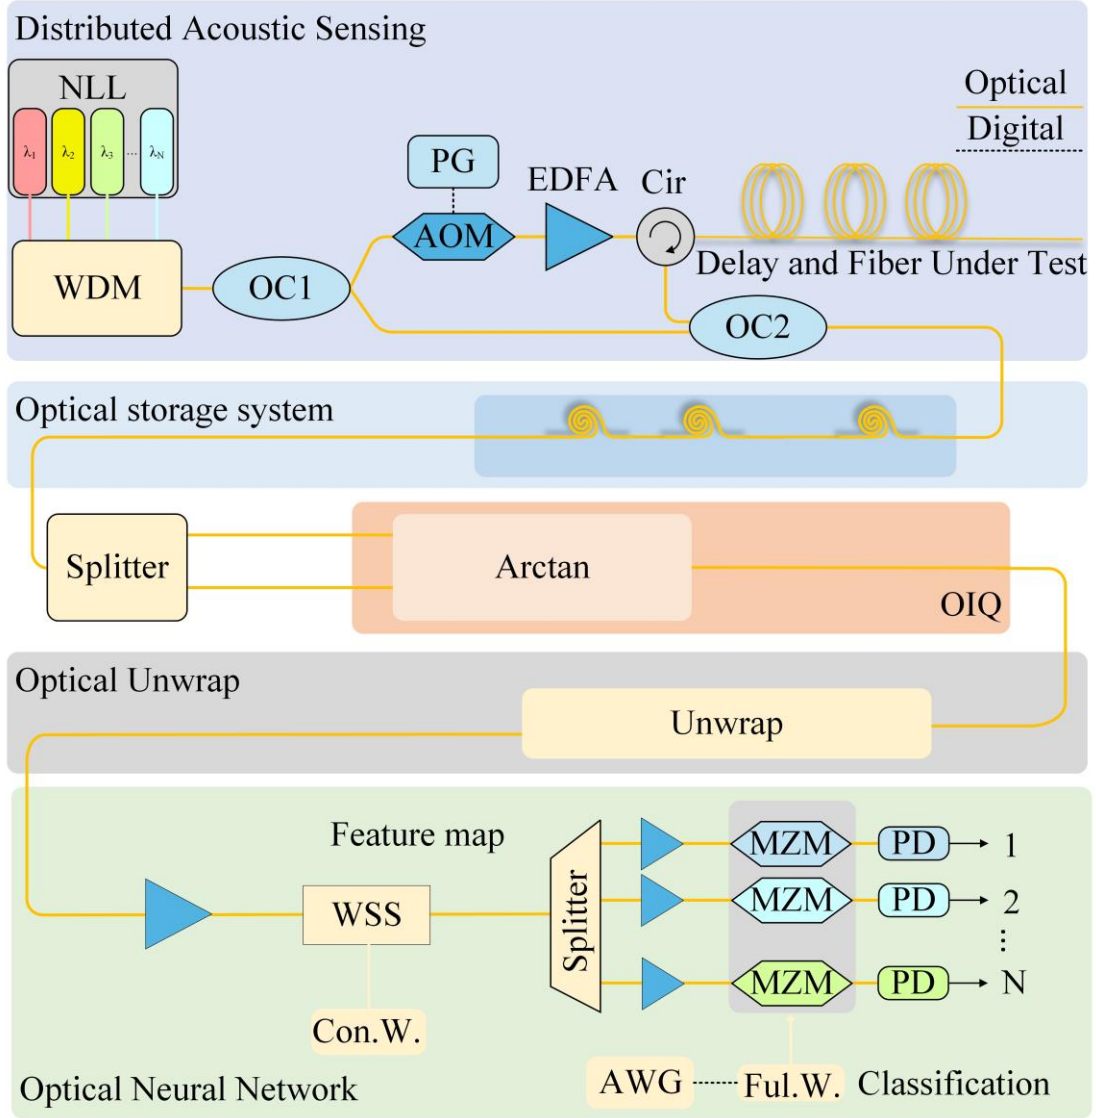 Distributed Acoustic Sensing
NLL
λ1 λ2 λ3 ... λN
Optical
Digital
PG
EDFA
Cir
AOM
WDM
OC1
Delay and Fiber Under Test
OC2
Optical storage system
Splitter
Arctan
OIQ
Optical Unwrap
Unwrap
Feature map
MZM
PD
1
WSS
Splitter
MZM
PD
2
...
MZM
PD
N
Con.W.
AWG
Ful.W.
Classification
Optical Neural Network